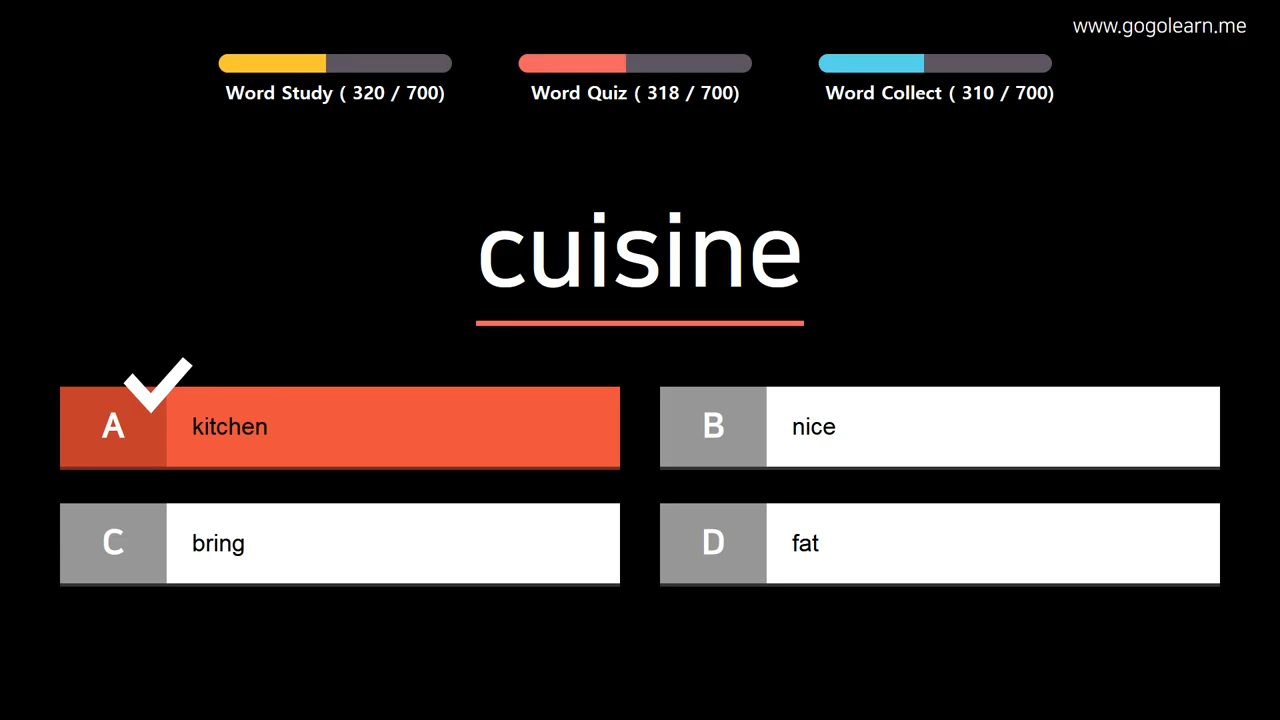 www.gogolearn.me
Word Study ( 320 / 700)
Word Quiz ( 318 / 700)
Word Collect ( 310 / 700)
cuisine
A kitchen
B nice
C bring
D fat